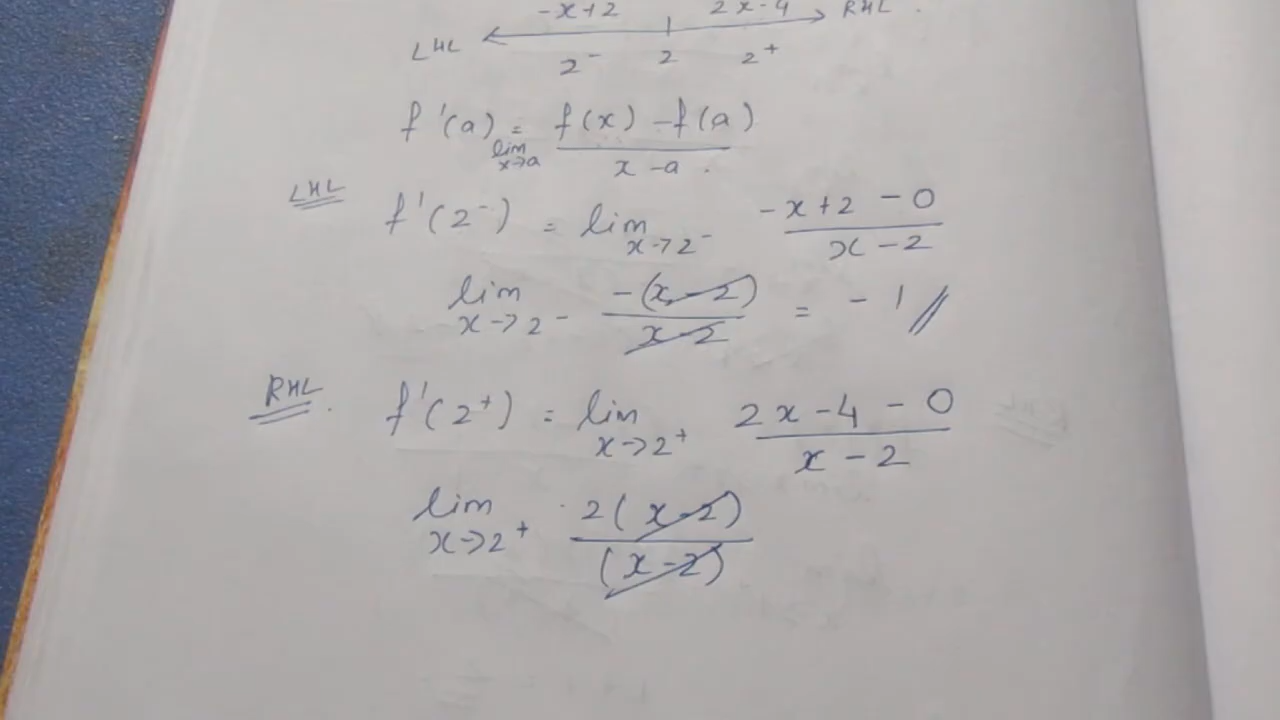 -x+2 2x-4 RHL.
LHL 2⁻ 2 2⁺
f'(a) = lim x→a f(x) - f(a) / x - a.
LHL f'(2⁻) = lim x→2⁻ -x+2 - 0 / x - 2
lim x→2⁻ -(x - 2) / x - 2 = -1 //
RHL. f'(2⁺) = lim x→2⁺ 2x - 4 - 0 / x - 2
lim x→2⁺ 2(x - 2) / (x - 2)